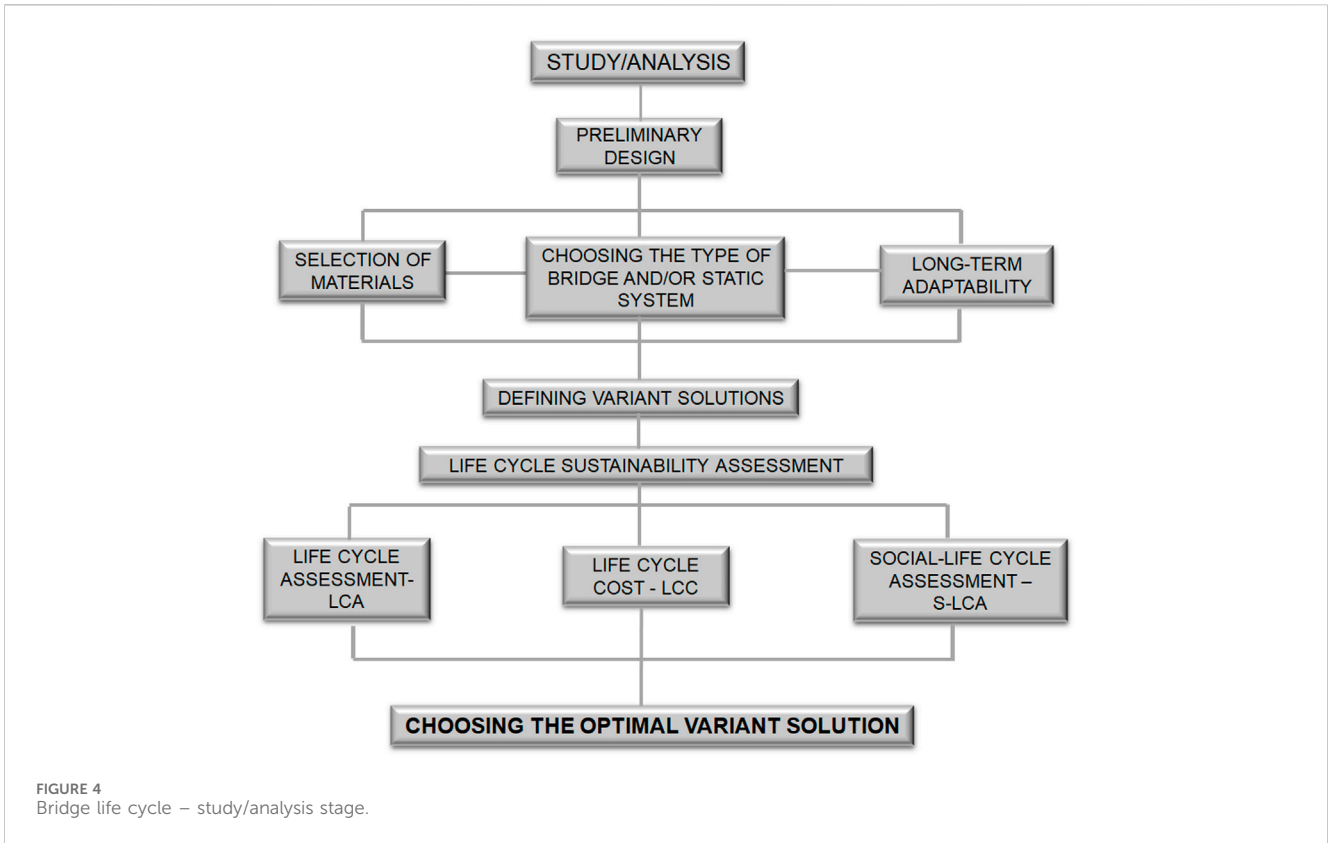 STUDY/ANALYSIS
PRELIMINARY
DESIGN
SELECTION OF
MATERIALS
CHOOSING THE TYPE OF
BRIDGE AND/OR STATIC
SYSTEM
LONG-TERM
ADAPTABILITY
DEFINING VARIANT SOLUTIONS
LIFE CYCLE SUSTAINABILITY ASSESSMENT
LIFE CYCLE
ASSESSMENT-
LCA
LIFE CYCLE
COST - LCC
SOCIAL-LIFE CYCLE
ASSESSMENT –
S-LCA
CHOOSING THE OPTIMAL VARIANT SOLUTION
FIGURE 4
Bridge life cycle – study/analysis stage.